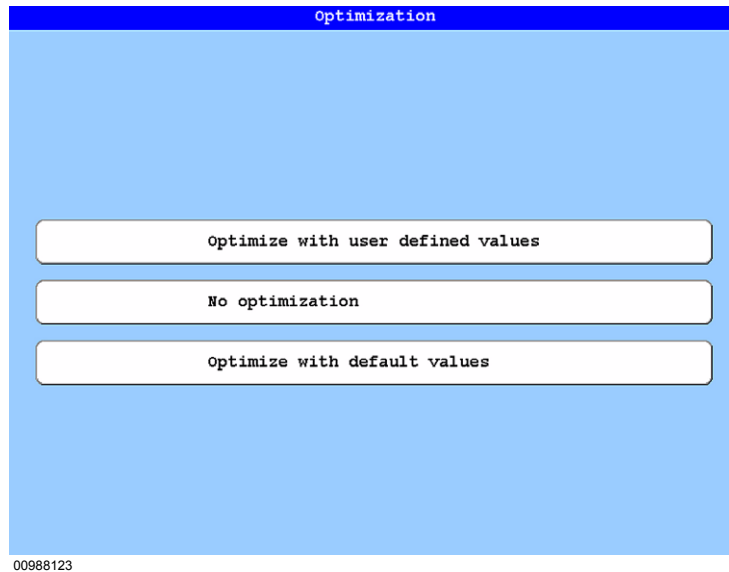 Optimization
Optimize with user defined values
No optimization
Optimize with default values
00988123